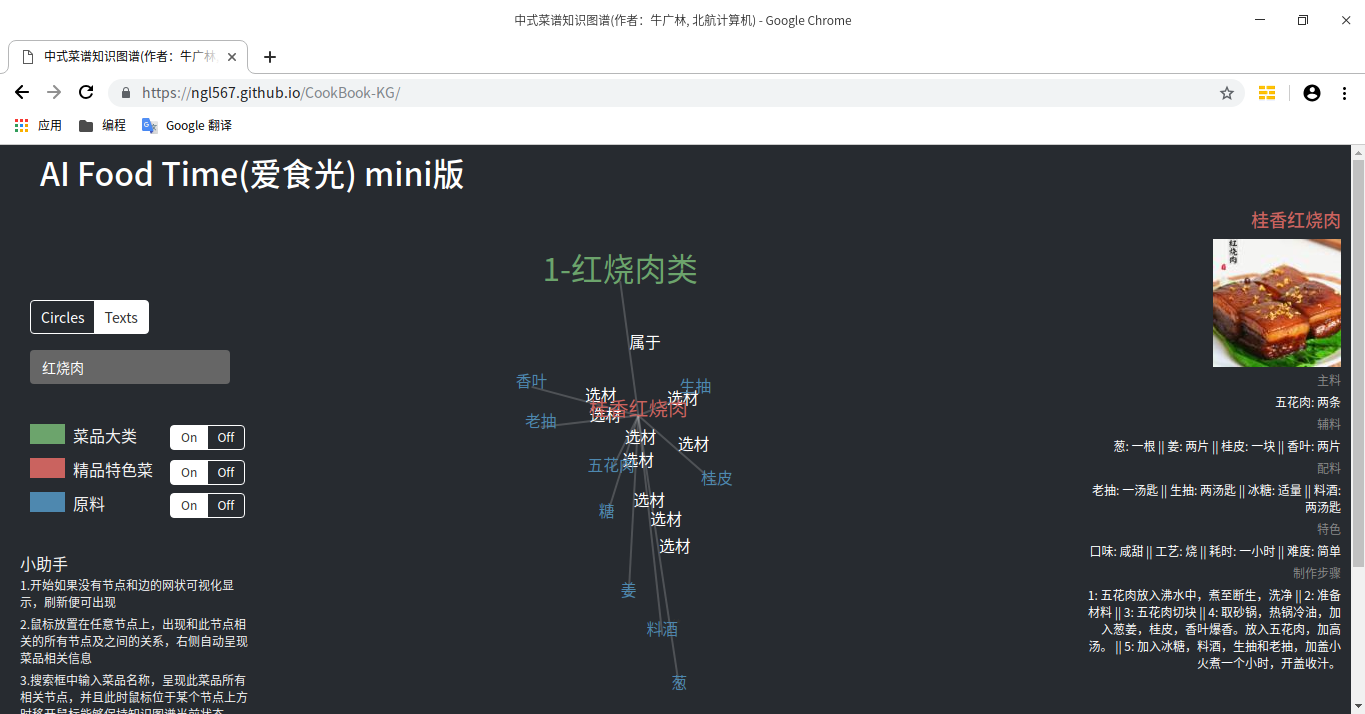 中式菜谱知识图谱(作者：牛广林, 北航计算机) - Google Chrome
中式菜谱知识图谱(作者：牛广林
https://ngl567.github.io/CookBook-KG/
应用
编程
Google 翻译
AI Food Time(爱食光) mini版
Circles
Texts
红烧肉
菜品大类
On
Off
精品特色菜
On
Off
原料
On
Off
小助手
1.开始如果没有节点和边的网状可视化显
示，刷新便可出现
2.鼠标放置在任意节点上，出现和此节点相
关的所有节点及之间的关系，右侧自动呈现
菜品相关信息
3.搜索框中输入菜品名称，呈现此菜品所有
相关节点，并且此时鼠标位于某个节点上方
时移开鼠标能够保持知识图谱当前状态
1-红烧肉类
属于
香叶
选材
生抽
选材
桂香红烧肉
老抽
选材
选材
选材
五花肉
选材
桂皮
选材
糖
选材
选材
姜
料酒
葱
桂香红烧肉
红烧肉
主料
五花肉: 两条
辅料
葱: 一根 || 姜: 两片 || 桂皮: 一块 || 香叶: 两片
配料
老抽: 一汤匙 || 生抽: 两汤匙 || 冰糖: 适量 || 料酒:
两汤匙
特色
口味: 咸甜 || 工艺: 烧 || 耗时: 一小时 || 难度: 简单
制作步骤
1: 五花肉放入沸水中，煮至断生，洗净 || 2: 准备
材料 || 3: 五花肉切块 || 4: 取砂锅，热锅冷油，加
入葱姜，桂皮，香叶爆香。放入五花肉，加高
汤。 || 5: 加入冰糖，料酒，生抽和老抽，加盖小
火煮一个小时，开盖收汁。